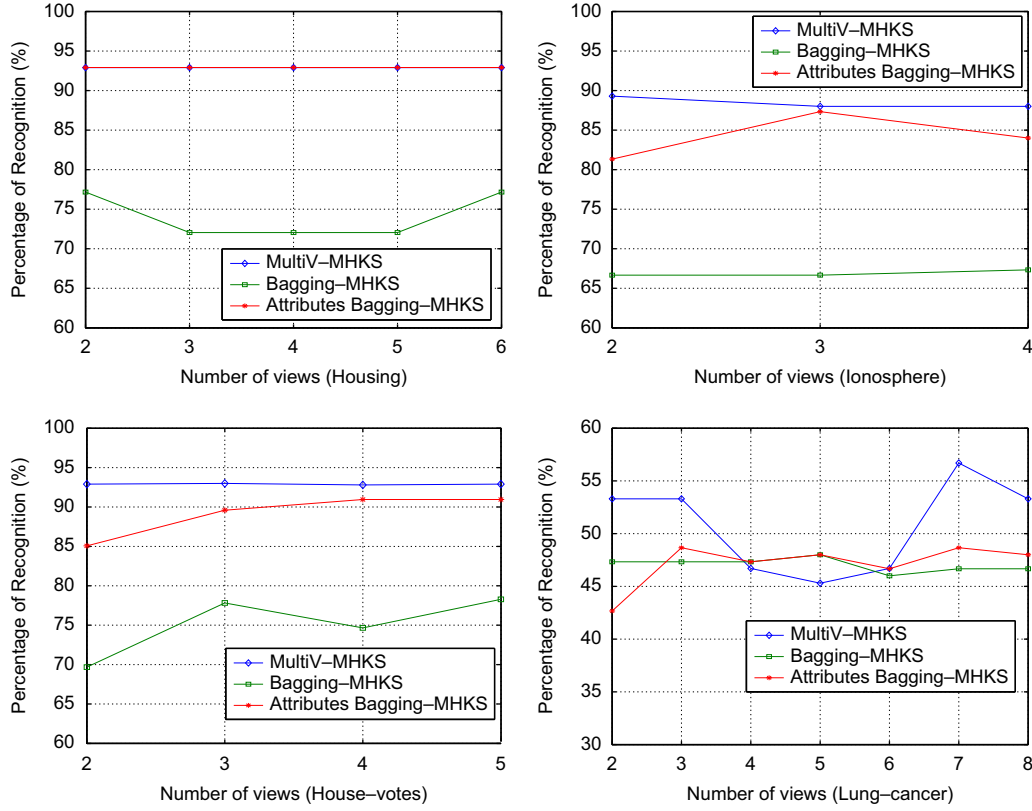 100
95
90
85
80
75
70
65
60
Percentage of Recognition (%)
MultiV–MHKS
Bagging–MHKS
Attributes Bagging–MHKS
2 3 4 5 6
Number of views (Housing)
100
95
90
85
80
75
70
65
60
Percentage of Recognition (%)
MultiV–MHKS
Bagging–MHKS
Attributes Bagging–MHKS
2 3 4
Number of views (Ionosphere)
100
95
90
85
80
75
70
65
60
Percentage of Recognition (%)
MultiV–MHKS
Bagging–MHKS
Attributes Bagging–MHKS
2 3 4 5
Number of views (House–votes)
60
55
50
45
40
35
30
Percentage of Recognition (%)
MultiV–MHKS
Bagging–MHKS
Attributes Bagging–MHKS
2 3 4 5 6 7 8
Number of views (Lung–cancer)